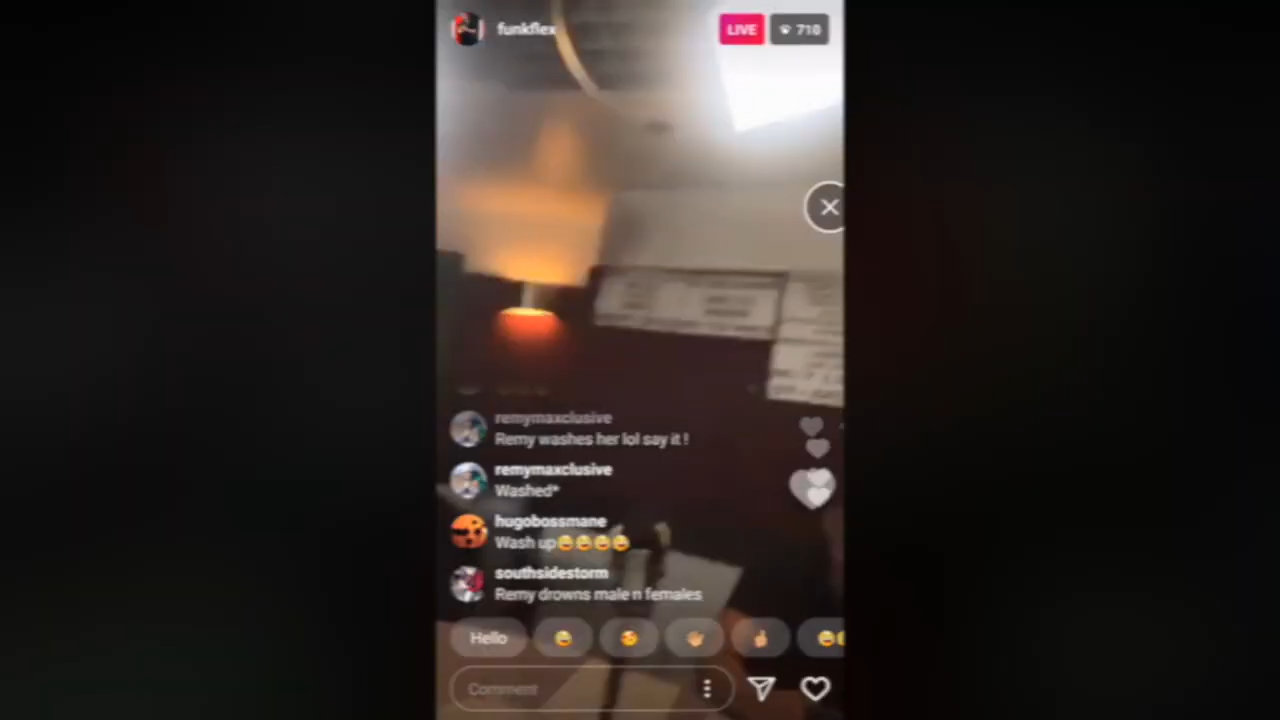 funkflex
LIVE
710
remymaxclusive
Remy washes her lol say it !
remymaxclusive
Washed*
hugobossmane
Wash up😂😂😂😂
southsidestorm
Remy drowns male n females
Hello
Comment